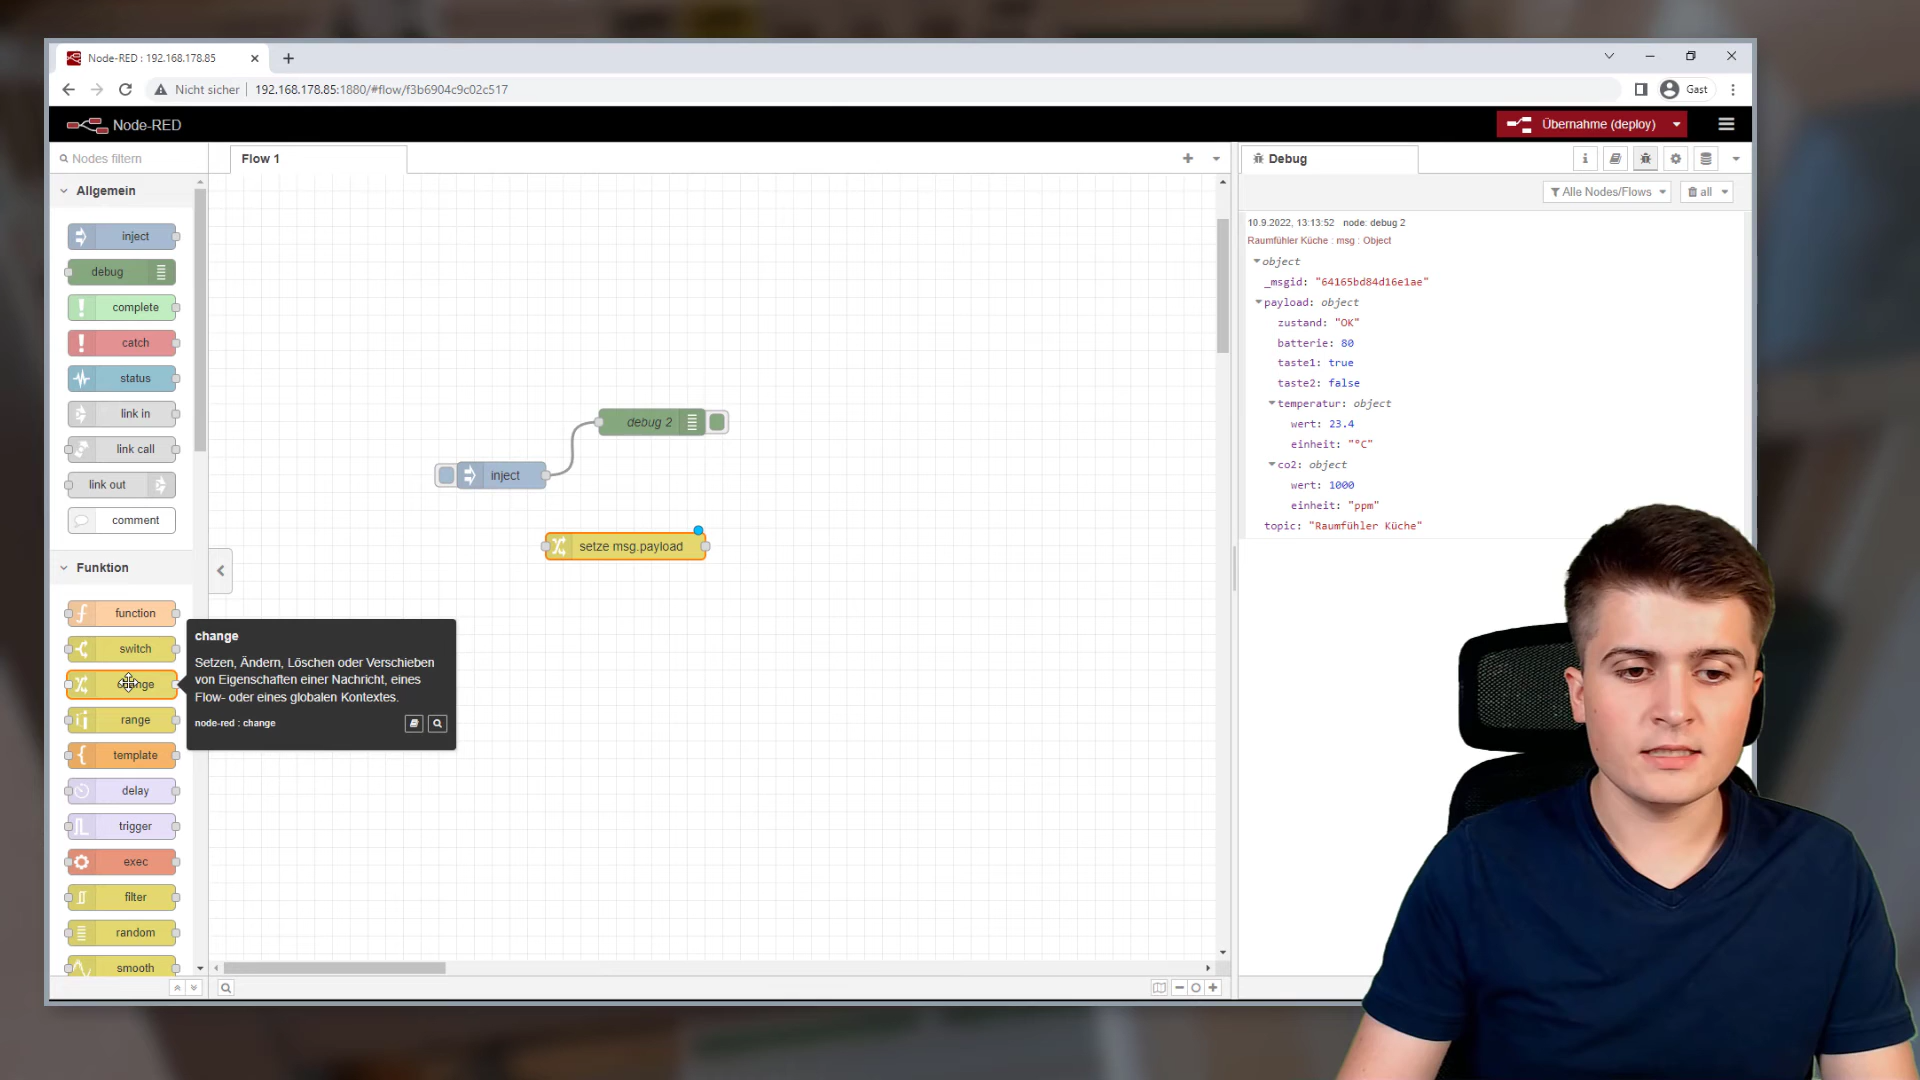 Node-RED : 192.168.178.85
Nicht sicher
192.168.178.85:1880/#flow/f3b6904c9c02c517
Gast
Node-RED
Übernahme (deploy)
Nodes filtern
Flow 1
Debug
Allgemein
Alle Nodes/Flows
all
inject
debug
complete
catch
status
link in
link call
link out
comment
Funktion
function
switch
change
range
template
delay
trigger
exec
filter
random
smooth
debug 2
inject
setze msg.payload
change
Setzen, Ändern, Löschen oder Verschieben
von Eigenschaften einer Nachricht, eines
Flow- oder eines globalen Kontextes.
node-red : change
10.9.2022, 13:13:52 node: debug 2
Raumfühler Küche : msg : Object
object
_msgid: "64165bd84d16e1ae"
payload: object
zustand: "OK"
batterie: 80
taste1: true
taste2: false
temperatur: object
wert: 23.4
einheit: "°C"
co2: object
wert: 1000
einheit: "ppm"
topic: "Raumfühler Küche"